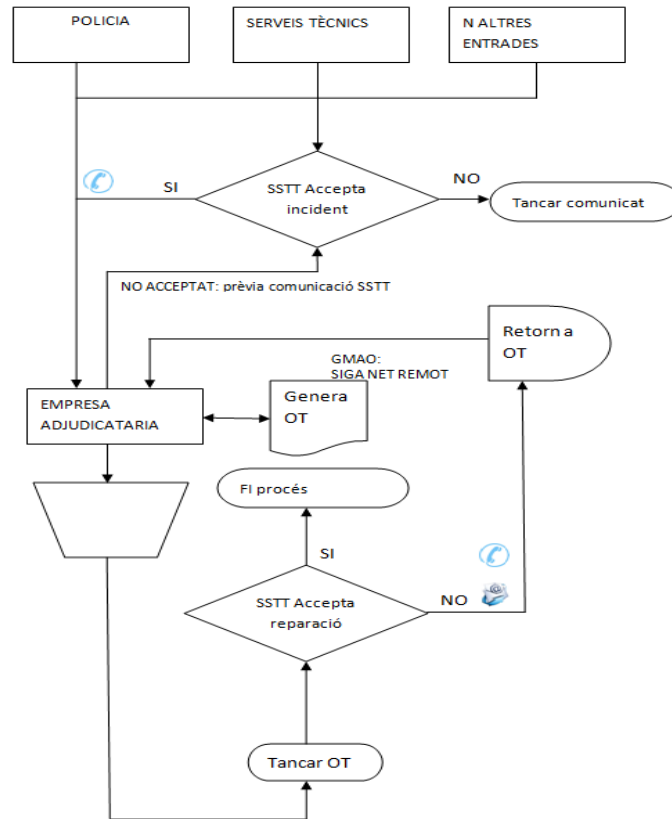 POLICIA
SERVEIS TÈCNICS
N ALTRES
ENTRADES
SI
SSTT Accepta
incident
NO
Tancar comunicat
NO ACCEPTAT: prèvia comunicació SSTT
Retorna
OT
GMAO:
SIGA NET REMOT
EMPRESA
ADJUDICATARIA
Genera
OT
FI procés
SI
SSTT Accepta
reparació
NO
Tancar OT